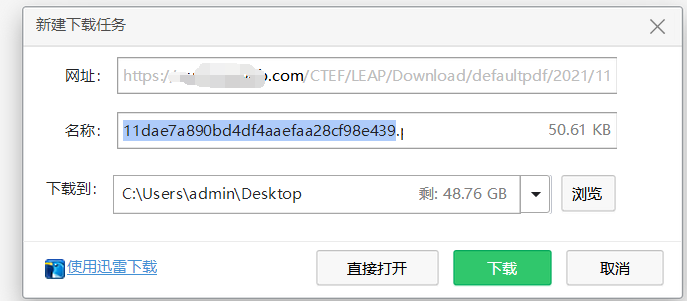 新建下载任务
网址: https: .com/CTEF/LEAP/Download/defaultpdf/2021/11
名称: 11dae7a890bd4df4aaefaa28cf98e439.p 50.61 KB
下载到: C:\Users\admin\Desktop 剩: 48.76 GB 浏览
使用迅雷下载 直接打开 下载 取消